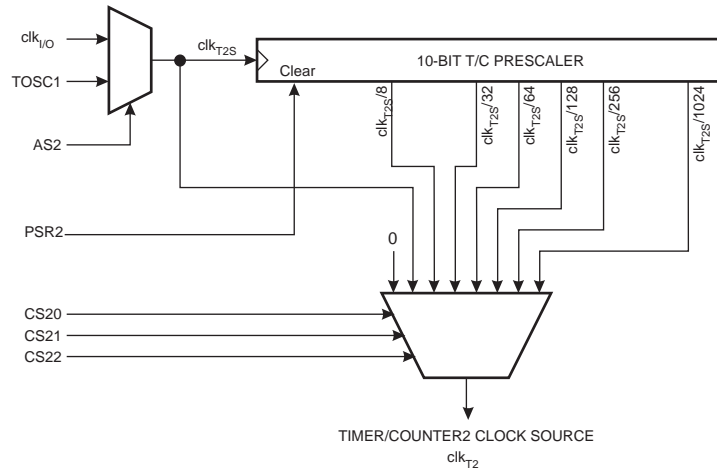 clkI/O
clkT2S
10-BIT T/C PRESCALER
TOSC1
Clear
clkT2S/8
clkT2S/32
clkT2S/64
clkT2S/128
clkT2S/256
clkT2S/1024
AS2
PSR2
0
CS20
CS21
CS22
TIMER/COUNTER2 CLOCK SOURCE
clkT2